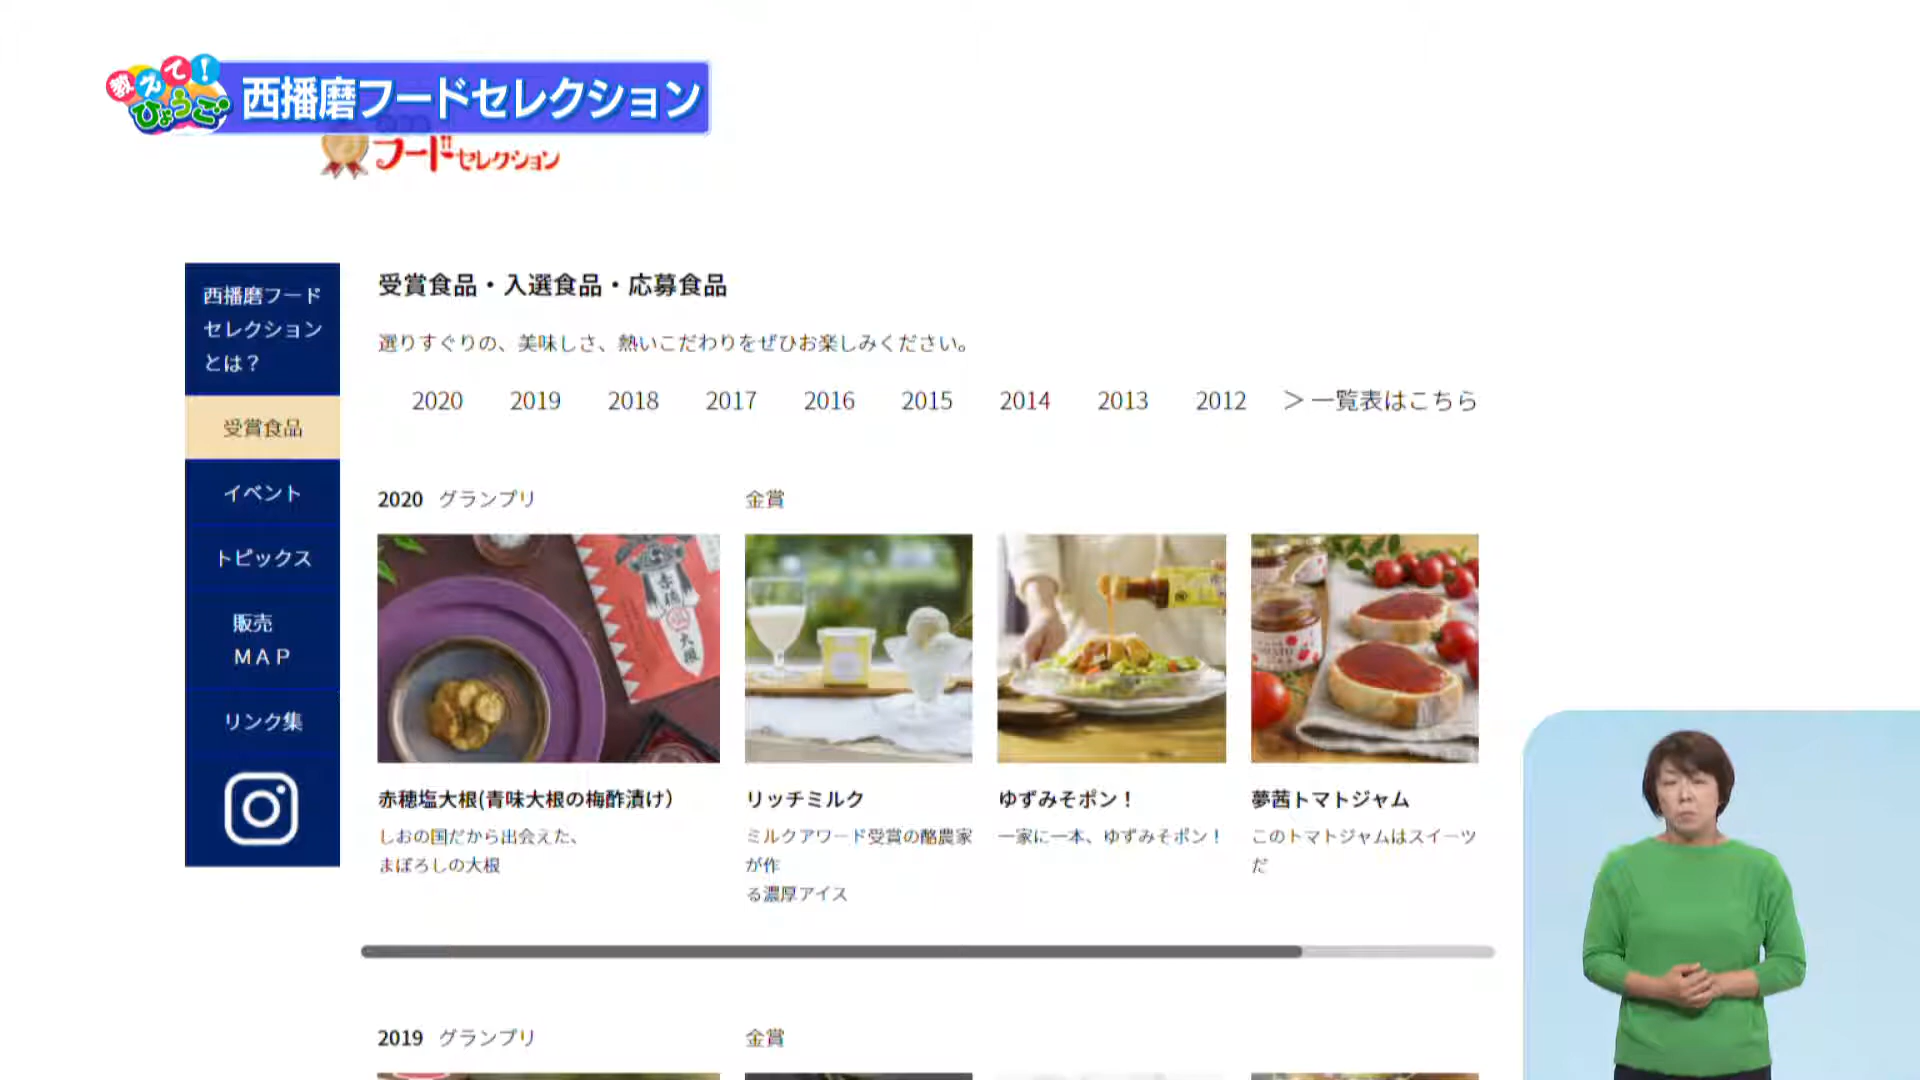 教えて!
ひょうご
西播磨フードセレクション
フードセレクション
西播磨フード
セレクション
とは？
受賞食品
イベント
トピックス
販売
ＭＡＰ
リンク集
受賞食品・入選食品・応募食品
選りすぐりの、美味しさ、熱いこだわりをぜひお楽しみください。
2020 2019 2018 2017 2016 2015 2014 2013 2012 ＞一覧表はこちら
2020 グランプリ 金賞
赤穂
大根
赤穂塩大根(青味大根の梅酢漬け）
しおの国だから出会えた、
まぼろしの大根
リッチミルク
ミルクアワード受賞の酪農家
が作
る濃厚アイス
ゆずみそポン！
一家に一本、ゆずみそポン！
夢茜トマトジャム
このトマトジャムはスイーツ
だ
2019 グランプリ 金賞